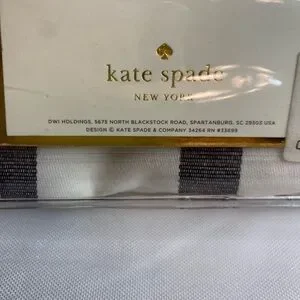 kate spade
NEW YORK
DWI HOLDINGS, 5675 NORTH BLACKSTOCK ROAD, SPARTANBURG, SC 29303 USA
DESIGN © KATE SPADE & COMPANY 34264 RN #33699